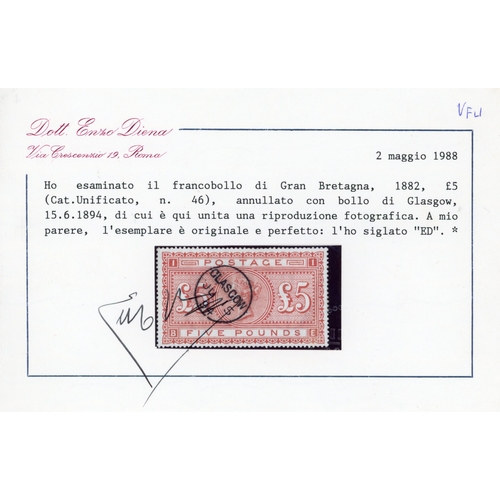 VFU
Dott. Enzo Diena
Via Crescenzio 19, Roma
2 maggio 1988
Ho esaminato il francobollo di Gran Bretagna, 1882, £5
(Cat.Unificato, n. 46), annullato con bollo di Glasgow,
15.6.1894, di cui è qui unita una riproduzione fotografica. A mio
parere, l'esemplare è originale e perfetto: l'ho siglato "ED". *
I POSTAGE I
GLASGOW
£5
B FIVE POUNDS E